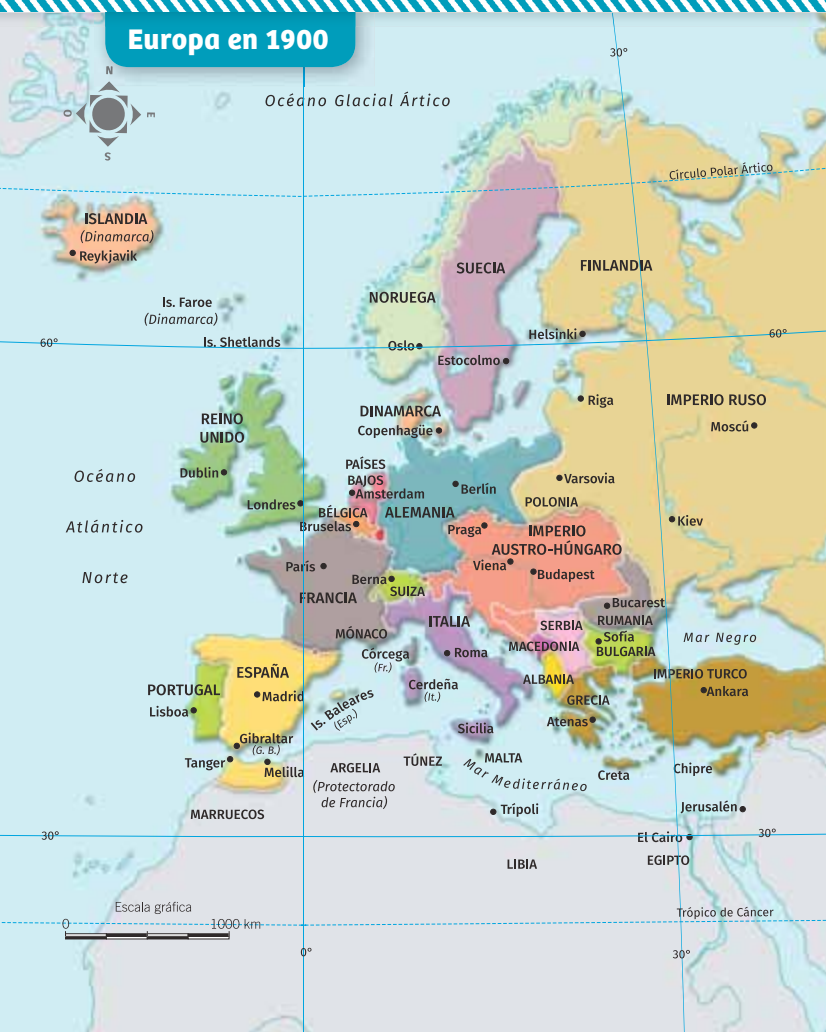 Europa en 1900
30°
N
O
E
S
Océano Glacial Ártico
Círculo Polar Ártico
ISLANDIA
(Dinamarca)
Reykjavik
SUECIA
FINLANDIA
NORUEGA
Is. Faroe
(Dinamarca)
Is. Shetlands
60°
Oslo
Helsinki
60°
Estocolmo
Riga
IMPERIO RUSO
DINAMARCA
REINO
UNIDO
Moscú
Copenhagüe
PAÍSES
BAJOS
Océano
Dublin
Varsovia
Berlín
Amsterdam
POLONIA
Londres
BÉLGICA
ALEMANIA
Kiev
Atlántico
Bruselas
Praga
IMPERIO
AUSTRO-HÚNGARO
París
Viena
Budapest
Norte
Berna
SUIZA
FRANCIA
Bucarest
RUMANIA
ITALIA
SERBIA
MÓNACO
Sofía
BULGARIA
Mar Negro
MACEDONIA
Córcega
(Fr.)
Roma
ESPAÑA
IMPERIO TURCO
ALBANIA
Cerdeña
(It.)
PORTUGAL
Madrid
Ankara
Is. Baleares
(Esp.)
GRECIA
Lisboa
Atenas
Sicilia
Gibraltar
(G. B.)
Tanger
Melilla
ARGELIA
(Protectorado
de Francia)
TÚNEZ
MALTA
Mar Mediterráneo
Creta
Chipre
MARRUECOS
Trípoli
Jerusalén
30°
El Cairo
30°
LIBIA
EGIPTO
Escala gráfica
0
1000 km
Trópico de Cáncer
0°
30°